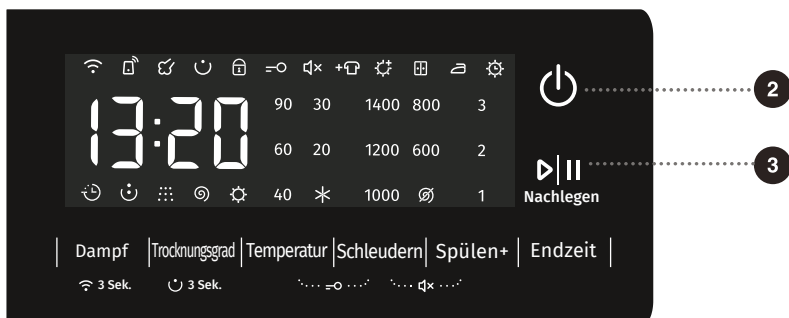 90 30 1400 800 3
2
13:20
60 20 1200 600 2
3
40 1000 1
Nachlegen
Dampf Trocknungsgrad Temperatur Schleudern Spülen+ Endzeit
3 Sek. 3 Sek.